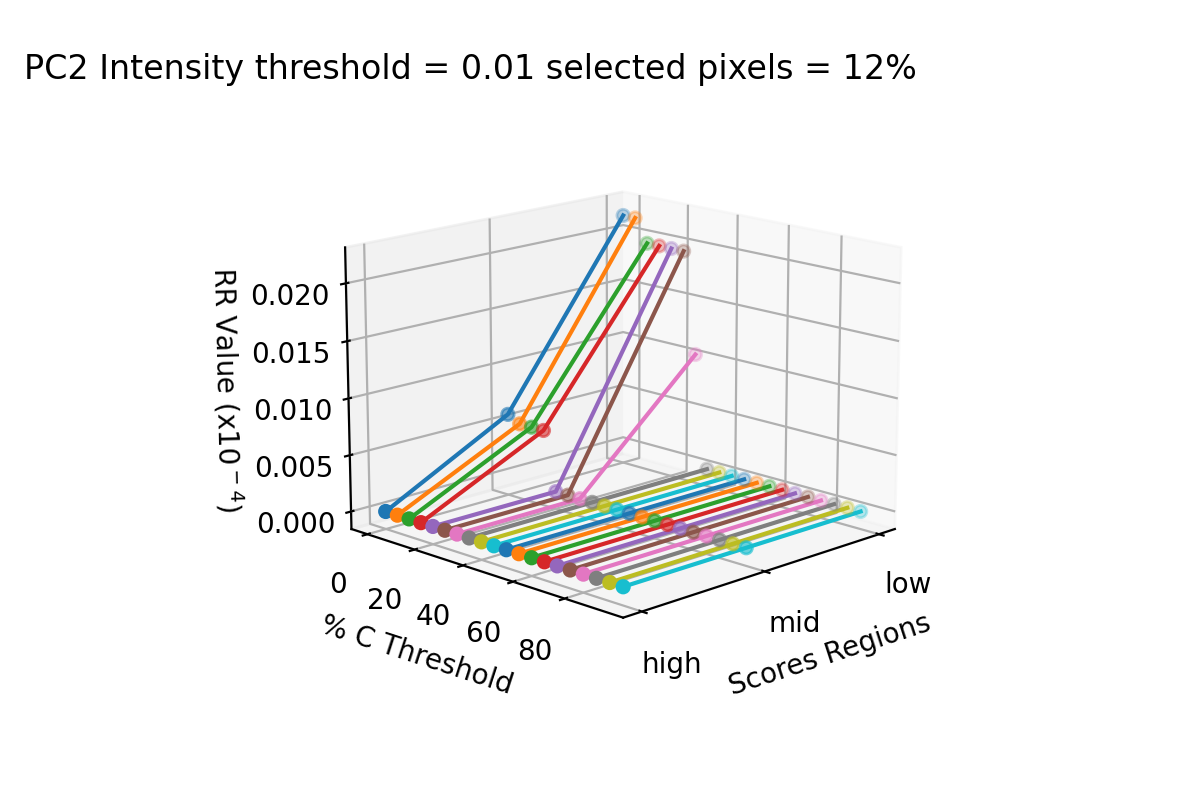 PC2 Intensity threshold = 0.01 selected pixels = 12%
RR Value (x10⁻⁴)
0.020
0.015
0.010
0.005
0.000
0
20
40
60
80
% C Threshold
high
mid
low
Scores Regions